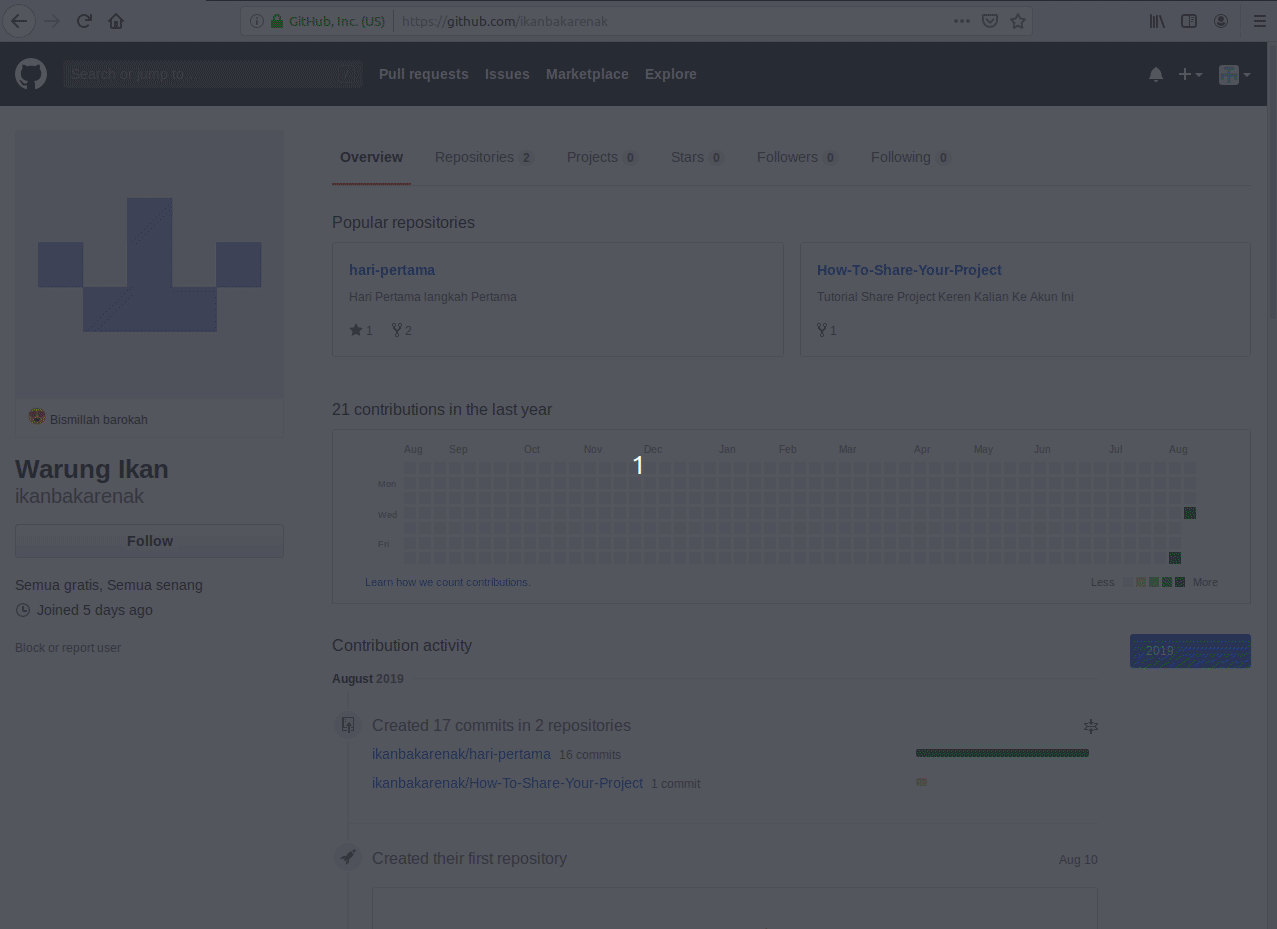 GitHub, Inc. (US) https://github.com/ikanbakarenak
Search or jump to... / Pull requests Issues Marketplace Explore
Overview Repositories 2 Projects 0 Stars 0 Followers 0 Following 0
Popular repositories
hari-pertama
Hari Pertama langkah Pertama
1 2
How-To-Share-Your-Project
Tutorial Share Project Keren Kalian Ke Akun Ini
1
Bismillah barokah
Warung Ikan
ikanbakarenak
Follow
Semua gratis, Semua senang
Joined 5 days ago
Block or report user
21 contributions in the last year
Aug Sep Oct Nov Dec Jan Feb Mar Apr May Jun Jul Aug
Mon
Wed
Fri
1
Learn how we count contributions.
Less More
Contribution activity
2019
August 2019
Created 17 commits in 2 repositories
ikanbakarenak/hari-pertama 16 commits
ikanbakarenak/How-To-Share-Your-Project 1 commit
Created their first repository Aug 10